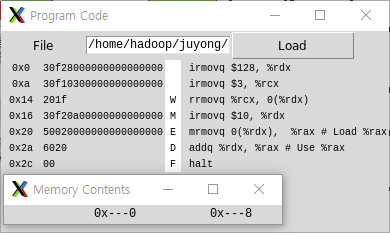 Program Code
File /home/hadoop/juyong/ Load
0x0 30f28000000000000000 irmovq $128, %rdx
0xa 30f10300000000000000 irmovq $3, %rcx
0x14 201f W rrmovq %rcx, 0(%rdx)
0x16 30f20a00000000000000 M irmovq $10, %rdx
0x20 50020000000000000000 E mrmovq 0(%rdx), %rax # Load %rax
0x2a 6020 D addq %rdx, %rax # Use %rax
0x2c 00 F halt
Memory Contents
0x---0 0x---8